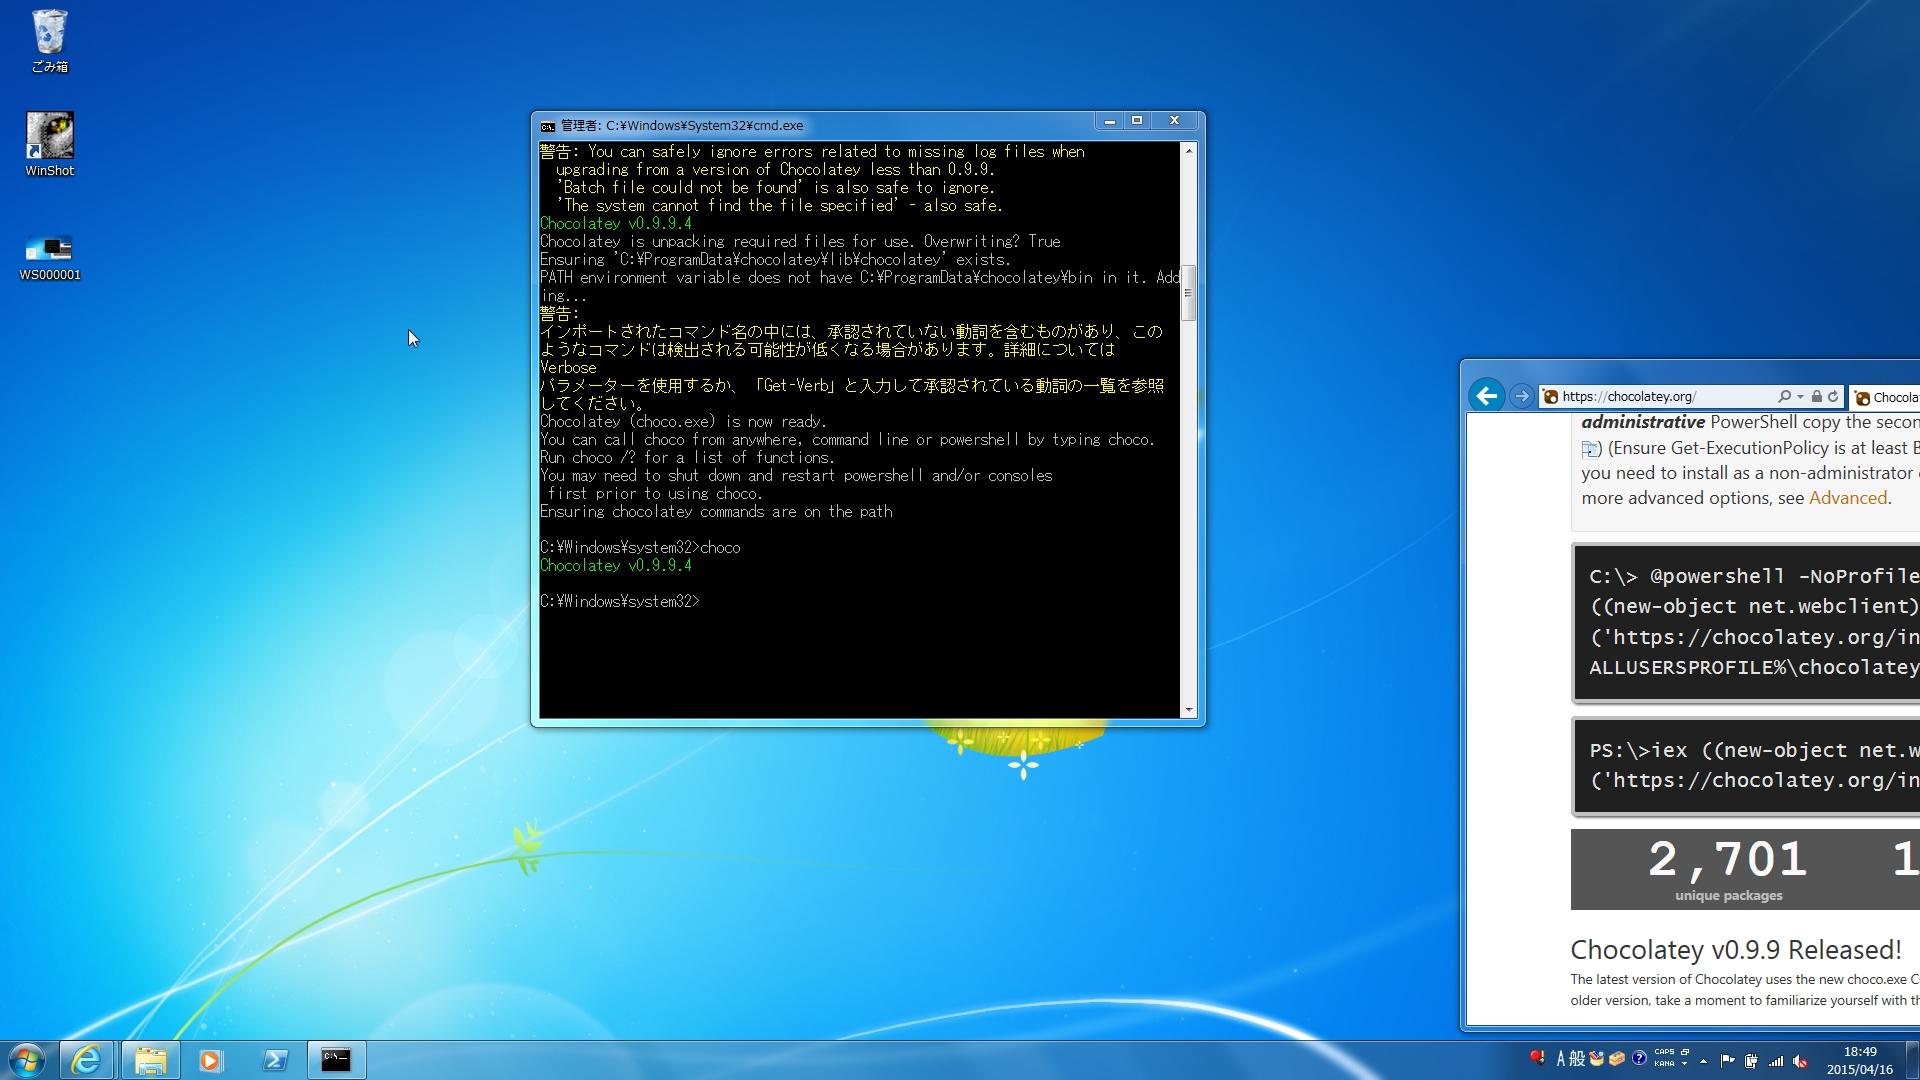 ごみ箱
WinShot
WS000001
管理者: C:¥Windows¥System32¥cmd.exe
警告: You can safely ignore errors related to missing log files when
upgrading from a version of Chocolatey less than 0.9.9.
'Batch file could not be found' is also safe to ignore.
'The system cannot find the file specified' - also safe.
Chocolatey v0.9.9.4
Chocolatey is unpacking required files for use. Overwriting? True
Ensuring 'C:¥ProgramData¥chocolatey¥lib¥chocolatey' exists.
PATH environment variable does not have C:¥ProgramData¥chocolatey¥bin in it. Add
ing...
警告:
インポートされたコマンド名の中には、承認されていない動詞を含むものがあり、この
ようなコマンドは検出される可能性が低くなる場合があります。詳細については
Verbose
パラメーターを使用するか、「Get-Verb」と入力して承認されている動詞の一覧を参照
してください。
Chocolatey (choco.exe) is now ready.
You can call choco from anywhere, command line or powershell by typing choco.
Run choco /? for a list of functions.
You may need to shut down and restart powershell and/or consoles
first prior to using choco.
Ensuring chocolatey commands are on the path
C:¥Windows¥system32>choco
Chocolatey v0.9.9.4
C:¥Windows¥system32>
https://chocolatey.org/
Chocola
administrative PowerShell copy the secon
) (Ensure Get-ExecutionPolicy is at least B
you need to install as a non-administrator
more advanced options, see Advanced.
C:\> @powershell -NoProfile
((new-object net.webclient)
('https://chocolatey.org/in
ALLUSERSPROFILE%\chocolatey
PS:\>iex ((new-object net.w
('https://chocolatey.org/in
2,701 1
unique packages
Chocolatey v0.9.9 Released!
The latest version of Chocolatey uses the new choco.exe C
older version, take a moment to familiarize yourself with th
A 般
CAPS
KANA
18:49
2015/04/16